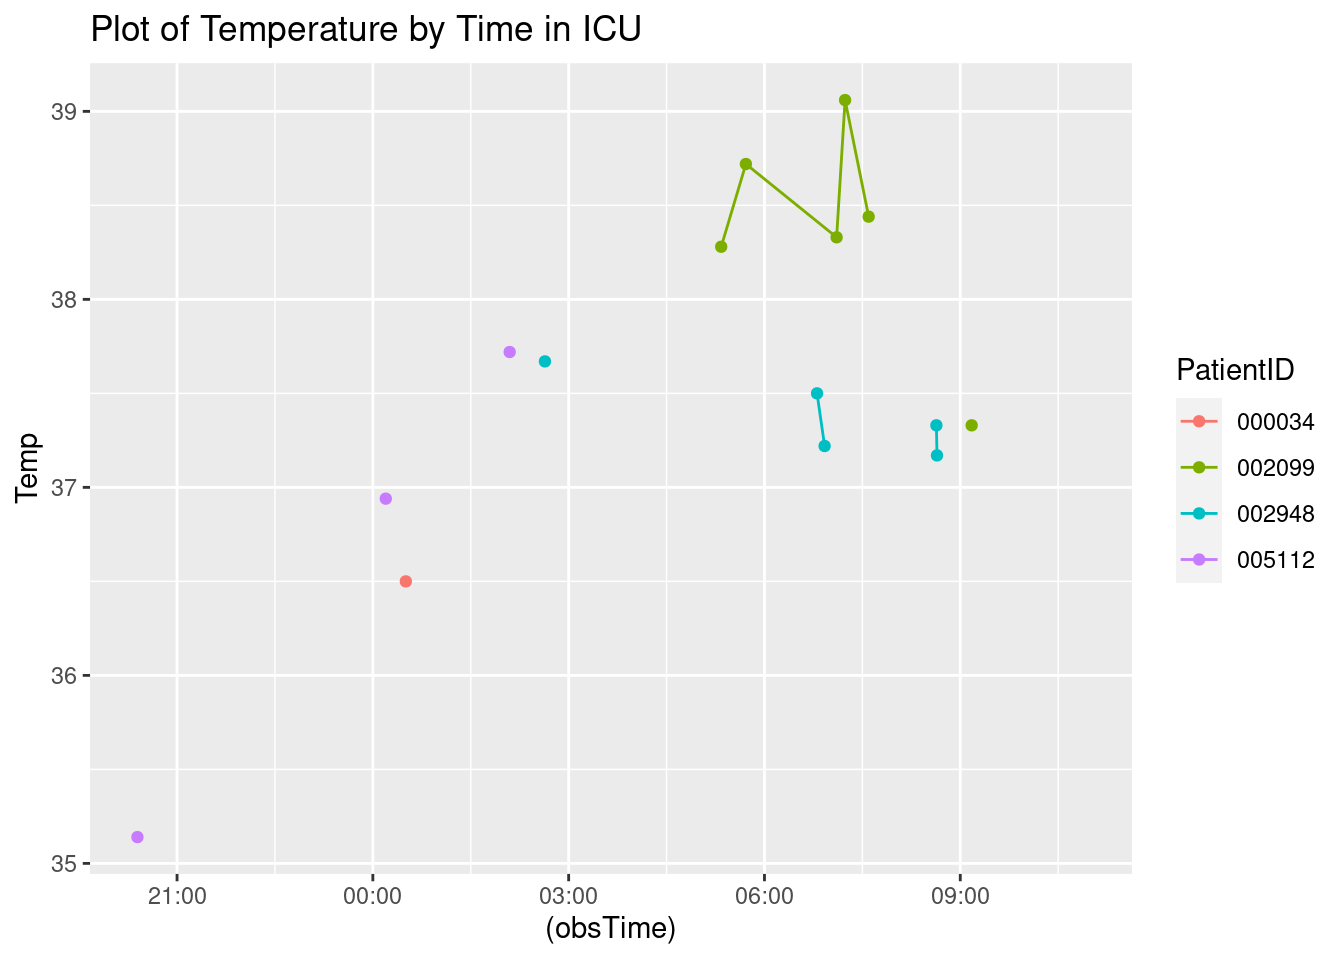 Plot of Temperature by Time in ICU
Temp
39
38
37
36
35
21:00 00:00 03:00 06:00 09:00
(obsTime)
PatientID
000034
002099
002948
005112